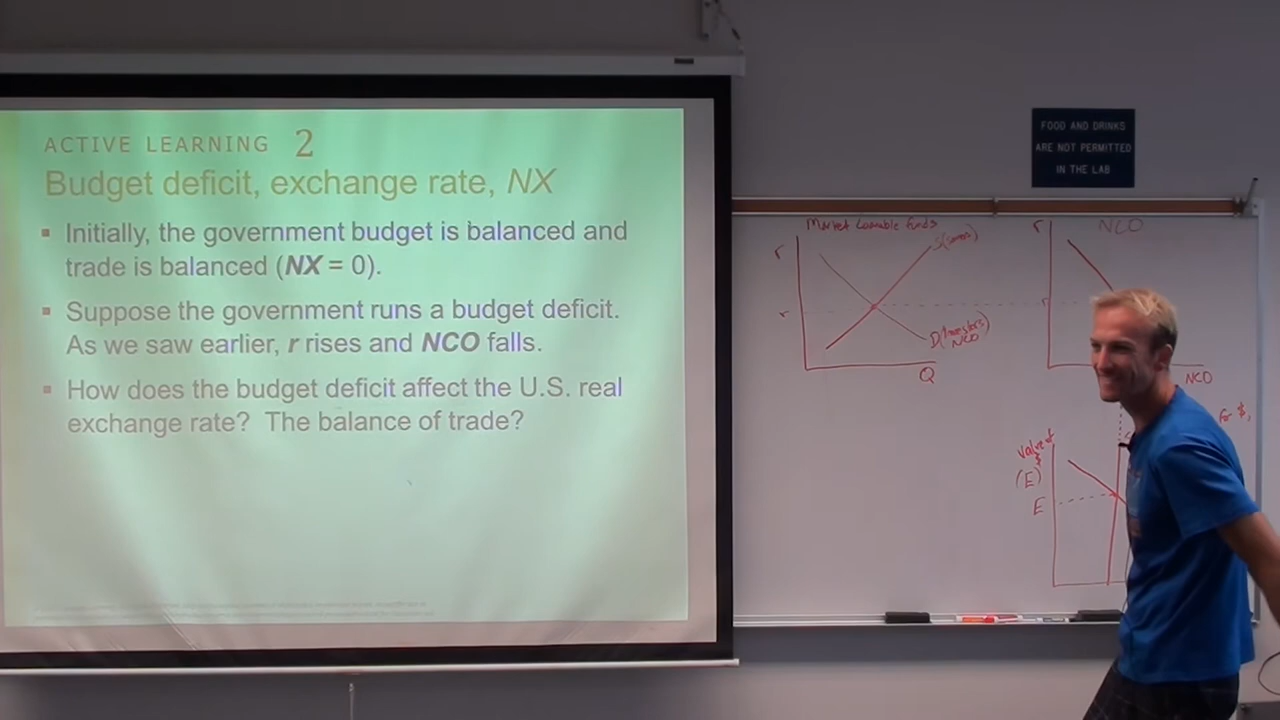 ACTIVE LEARNING 2
Budget deficit, exchange rate, NX
▪ Initially, the government budget is balanced and
trade is balanced (NX = 0).
▪ Suppose the government runs a budget deficit.
As we saw earlier, r rises and NCO falls.
▪ How does the budget deficit affect the U.S. real
exchange rate? The balance of trade?
FOOD AND DRINKS
ARE NOT PERMITTED
IN THE LAB
Market Loanable funds
r
r
Q
NCO
r
r
NCO
Value of
$
(E)
E
For $,